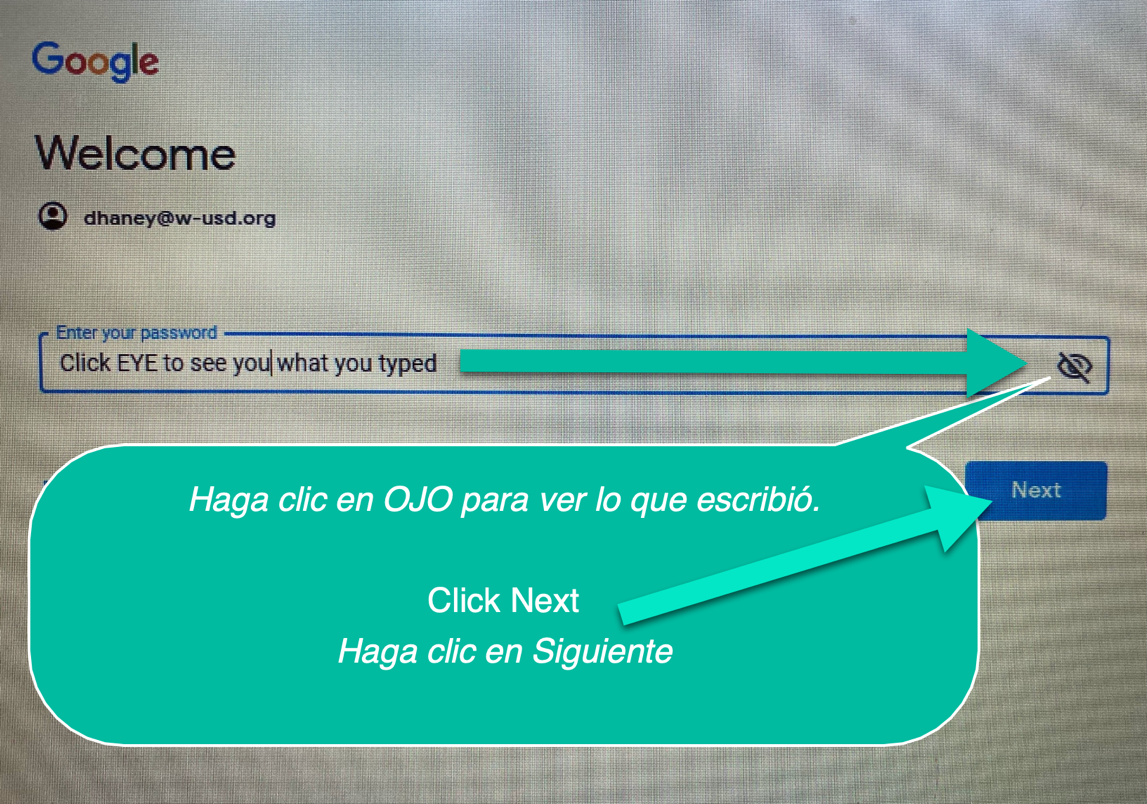 Google
Welcome
dhaney@w-usd.org
Enter your password
Click EYE to see you what you typed
Haga clic en OJO para ver lo que escribió.
Next
Click Next
Haga clic en Siguiente